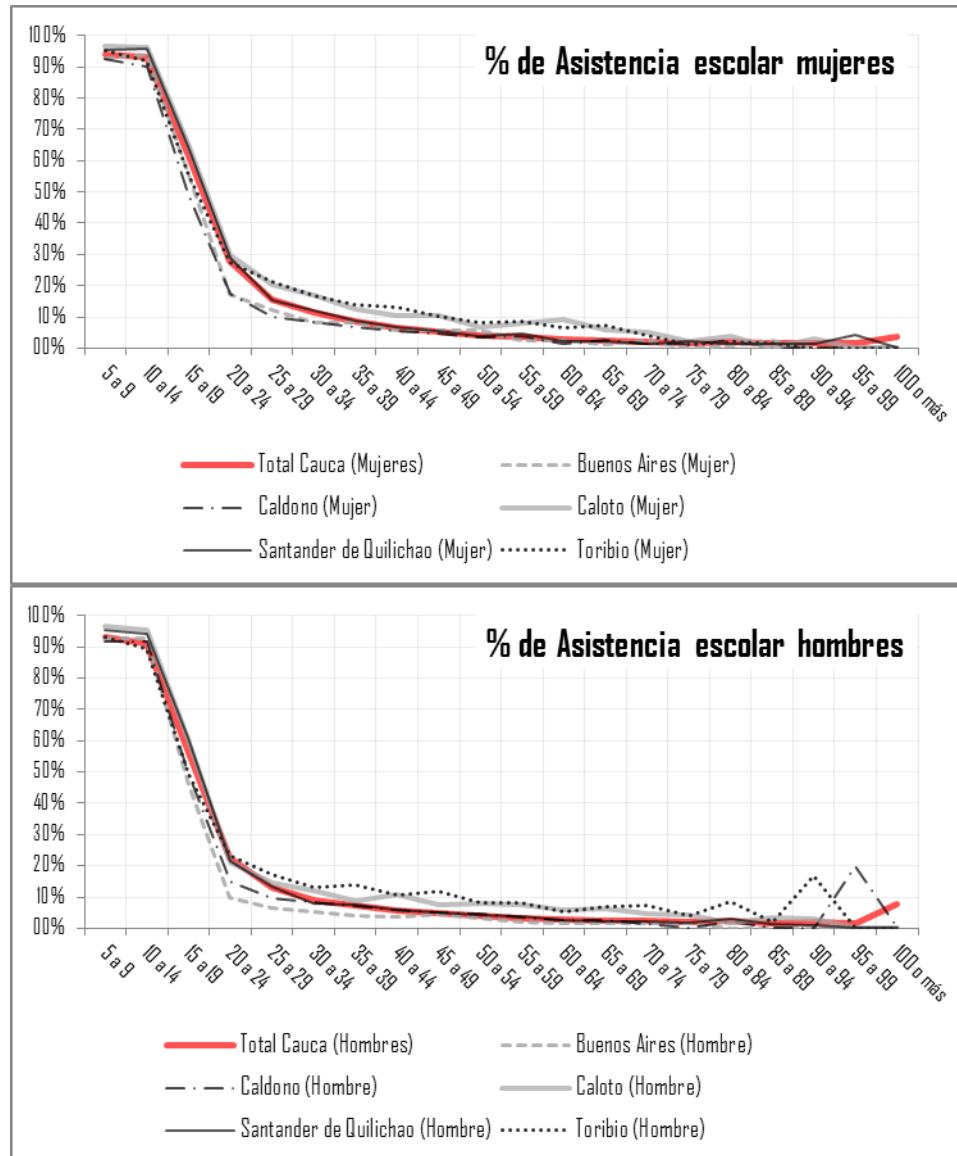 % de Asistencia escolar mujeres
100%
90%
80%
70%
60%
50%
40%
30%
20%
10%
00%
5 a 9
10 a 14
15 a 19
20 a 24
25 a 29
30 a 34
35 a 39
40 a 44
45 a 49
50 a 54
55 a 59
60 a 64
65 a 69
70 a 74
75 a 79
80 a 84
85 a 89
90 a 94
95 a 99
100 o más
Total Cauca (Mujeres)
Buenos Aires (Mujer)
Caldono (Mujer)
Caloto (Mujer)
Santander de Quilichao (Mujer)
Toribio (Mujer)
% de Asistencia escolar hombres
100%
90%
80%
70%
60%
50%
40%
30%
20%
10%
00%
5 a 9
10 a 14
15 a 19
20 a 24
25 a 29
30 a 34
35 a 39
40 a 44
45 a 49
50 a 54
55 a 59
60 a 64
65 a 69
70 a 74
75 a 79
80 a 84
85 a 89
90 a 94
95 a 99
100 o más
Total Cauca (Hombres)
Buenos Aires (Hombre)
Caldono (Hombre)
Caloto (Hombre)
Santander de Quilichao (Hombre)
Toribio (Hombre)